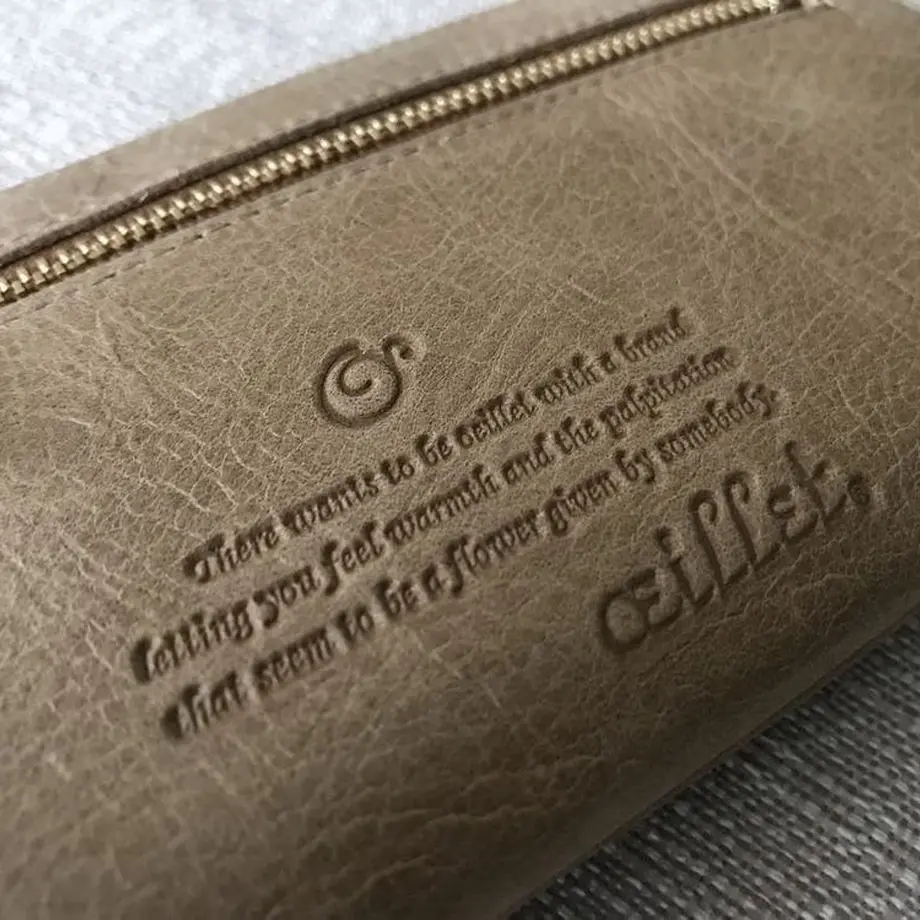 There wants to be oeillet with a brand
letting you feel warmth and the palpitation
that seem to be a flower given by somebody.
Œillet®